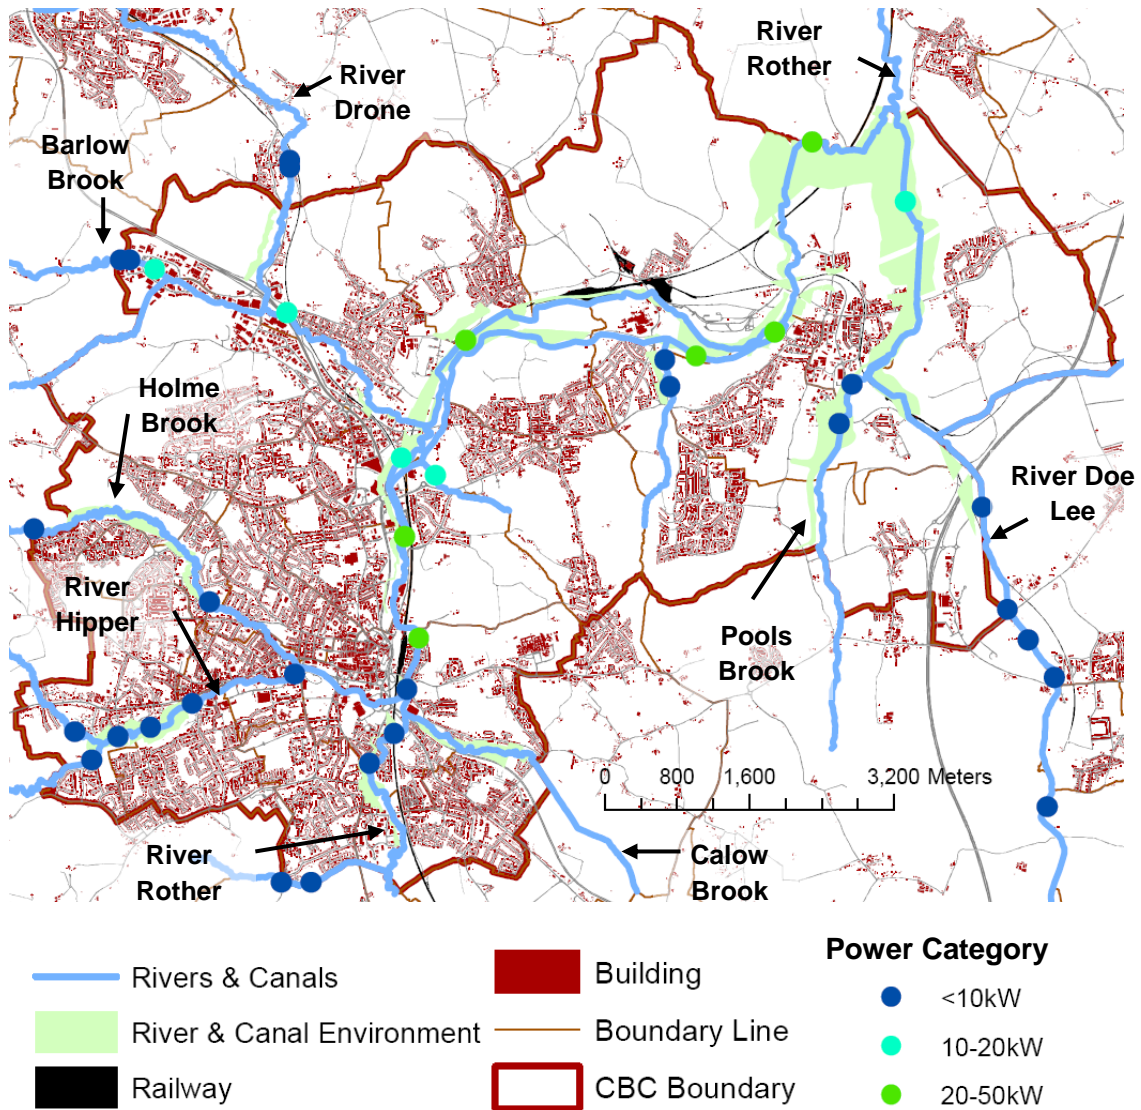 River
Rother
River
Drone
Barlow
Brook
Holme
Brook
River Doe
Lee
River
Hipper
Pools
Brook
0 800 1,600 3,200 Meters
River
Rother
Calow
Brook
Power Category
Rivers & Canals
Building
<10kW
River & Canal Environment
Boundary Line
10-20kW
Railway
CBC Boundary
20-50kW